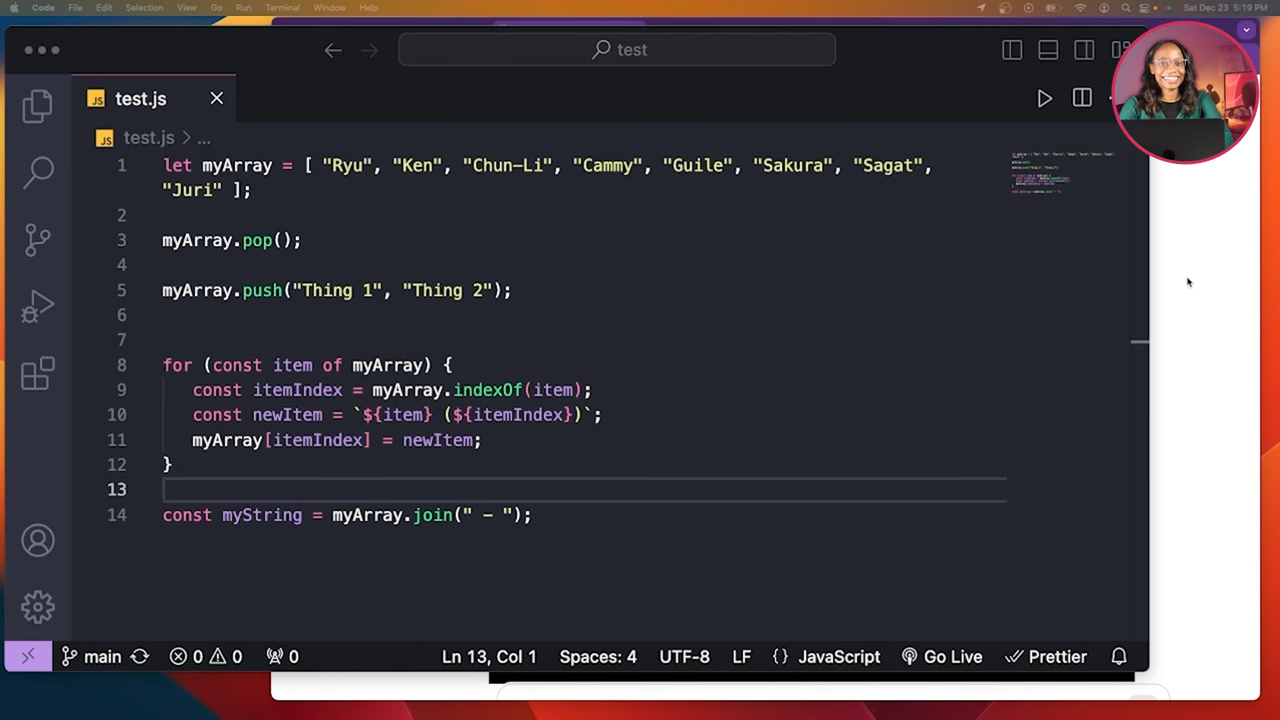 Code File Edit Selection View Go Run Terminal Window Help Sat Dec 23 5:19 PM
test
JS test.js
JS test.js > ...
1 let myArray = [ "Ryu", "Ken", "Chun-Li", "Cammy", "Guile", "Sakura", "Sagat",
"Juri" ];
2
3 myArray.pop();
4
5 myArray.push("Thing 1", "Thing 2");
6
7
8 for (const item of myArray) {
9 const itemIndex = myArray.indexOf(item);
10 const newItem = `${item} (${itemIndex})`;
11 myArray[itemIndex] = newItem;
12 }
13
14 const myString = myArray.join(" - ");
main 0 0 0 Ln 13, Col 1 Spaces: 4 UTF-8 LF {} JavaScript Go Live Prettier